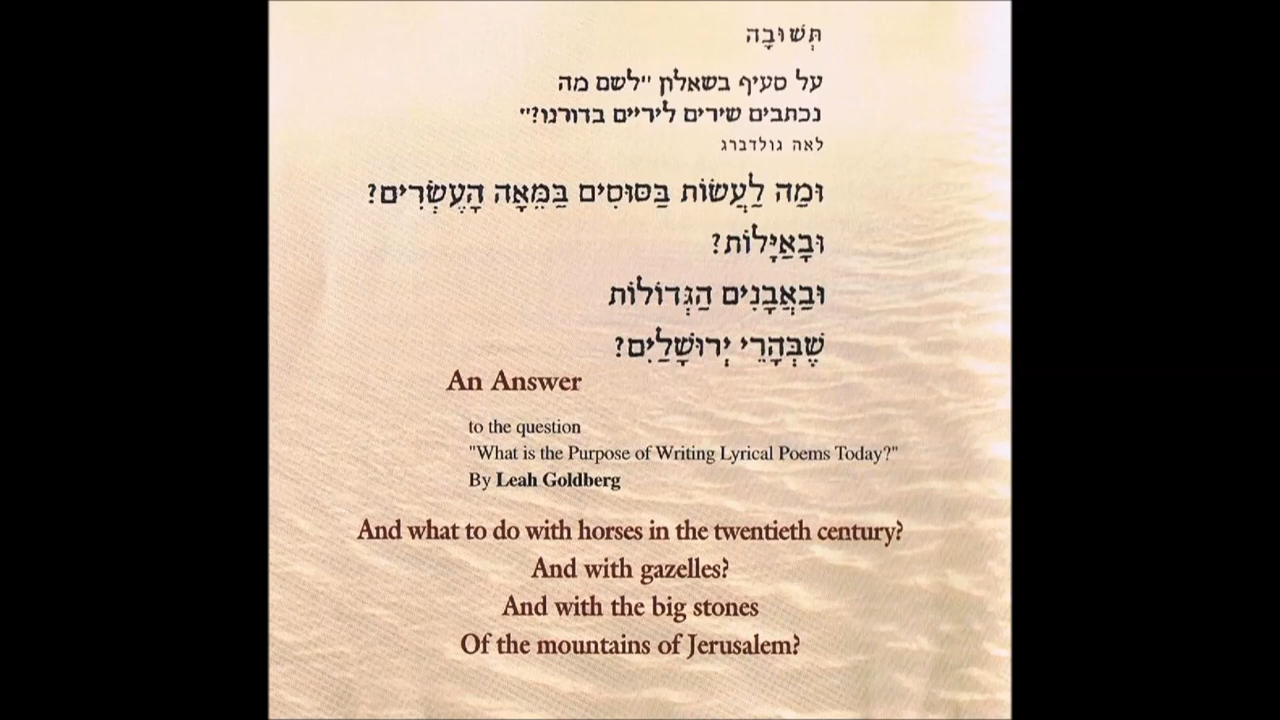 תְּשׁוּבָה
על סעיף בשאלון "לשם מה
נכתבים שירים ליריים בדורנו?"
לאה גולדברג
וּמַה לַעֲשׂוֹת בַּסּוּסִים בַּמֵּאָה הָעֶשְׂרִים?
וּבָאַיָּלוֹת?
וּבַאֲבָנִים הַגְּדוֹלוֹת
שֶׁבְּהָרֵי יְרוּשָׁלַיִם?
An Answer
to the question
"What is the Purpose of Writing Lyrical Poems Today?"
By Leah Goldberg
And what to do with horses in the twentieth century?
And with gazelles?
And with the big stones
Of the mountains of Jerusalem?